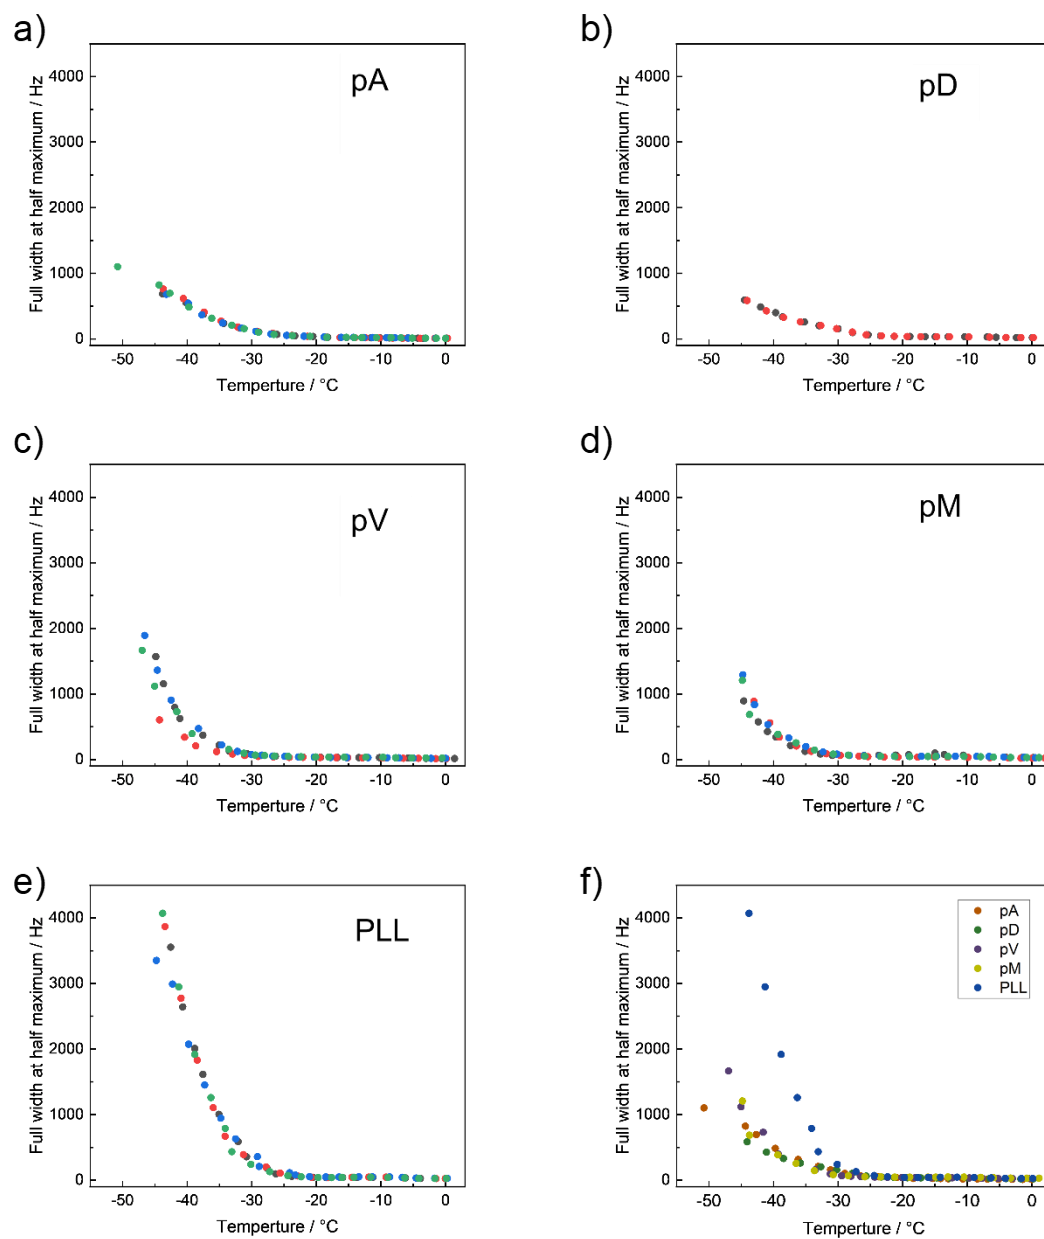 a)
pA
Full width at half maximum / Hz
4000
3000
2000
1000
0
-50 -40 -30 -20 -10 0
Temperture / °C
b)
pD
Full width at half maximum / Hz
4000
3000
2000
1000
0
-50 -40 -30 -20 -10 0
Temperture / °C
c)
pV
Full width at half maximum / Hz
4000
3000
2000
1000
0
-50 -40 -30 -20 -10 0
Temperture / °C
d)
pM
Full width at half maximum / Hz
4000
3000
2000
1000
0
-50 -40 -30 -20 -10 0
Temperture / °C
e)
PLL
Full width at half maximum / Hz
4000
3000
2000
1000
0
-50 -40 -30 -20 -10 0
Temperture / °C
f)
pA
pD
pV
pM
PLL
Full width at half maximum / Hz
4000
3000
2000
1000
0
-50 -40 -30 -20 -10 0
Temperture / °C